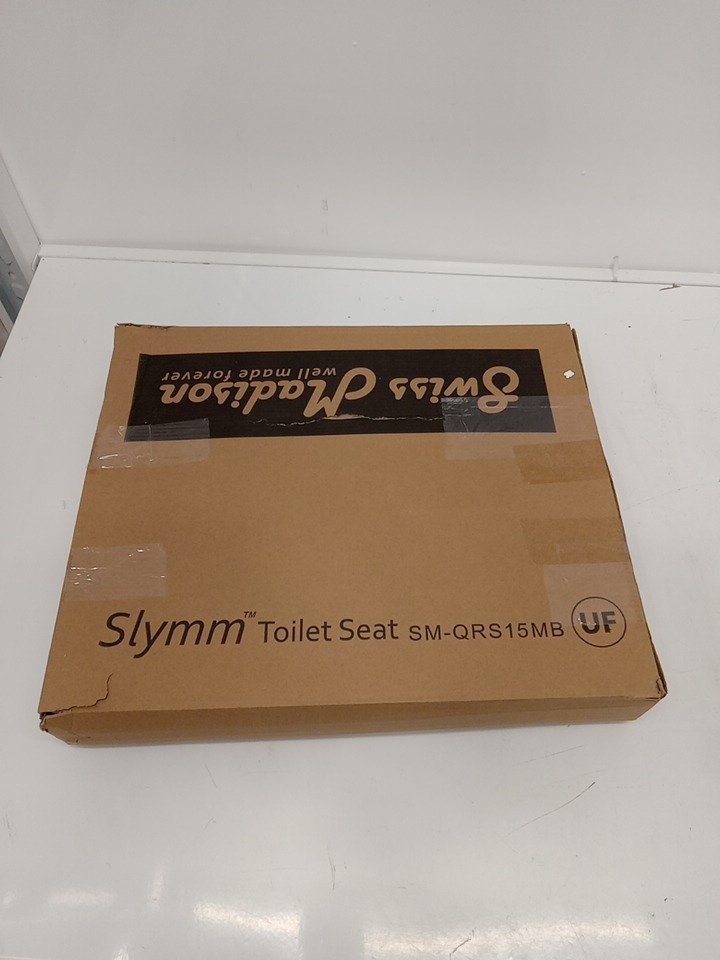 Swiss Madison
well made forever
Slymm™ Toilet Seat SM-QRS15MB UF